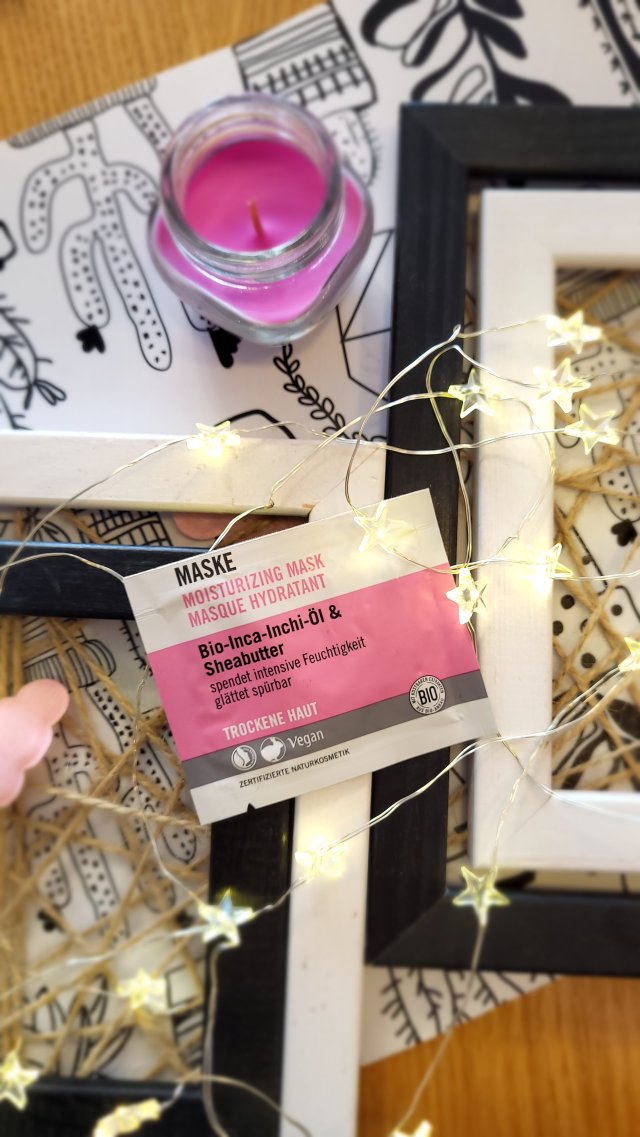 MASKE
MOISTURIZING MASK
MASQUE HYDRATANT
Bio-Inca-Inchi-Öl &
Sheabutter
spendet intensive Feuchtigkeit
glättet spürbar
TROCKENE HAUT
Vegan
BIO
ZERTIFIZIERTE NATURKOSMETIK